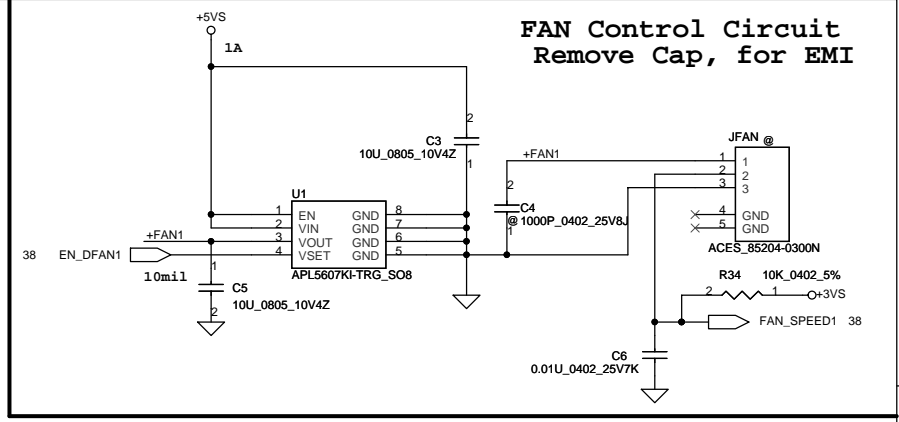 +5VS
1A
FAN Control Circuit
Remove Cap, for EMI
2
C3
10U_0805_10V4Z
1
JFAN @
+FAN1
1 1
2 2
3 3
4 GND
5 GND
ACES_85204-0300N
2
C4
@ 1000P_0402_25V8J
1
U1
1 EN GND 8
2 VIN GND 7
3 VOUT GND 6
4 VSET GND 5
APL5607KI-TRG_SO8
+FAN1
38 EN_DFAN1
10mil
1
C5
10U_0805_10V4Z
2
R34 10K_0402_5%
2 1 +3VS
FAN_SPEED1 38
C6
0.01U_0402_25V7K